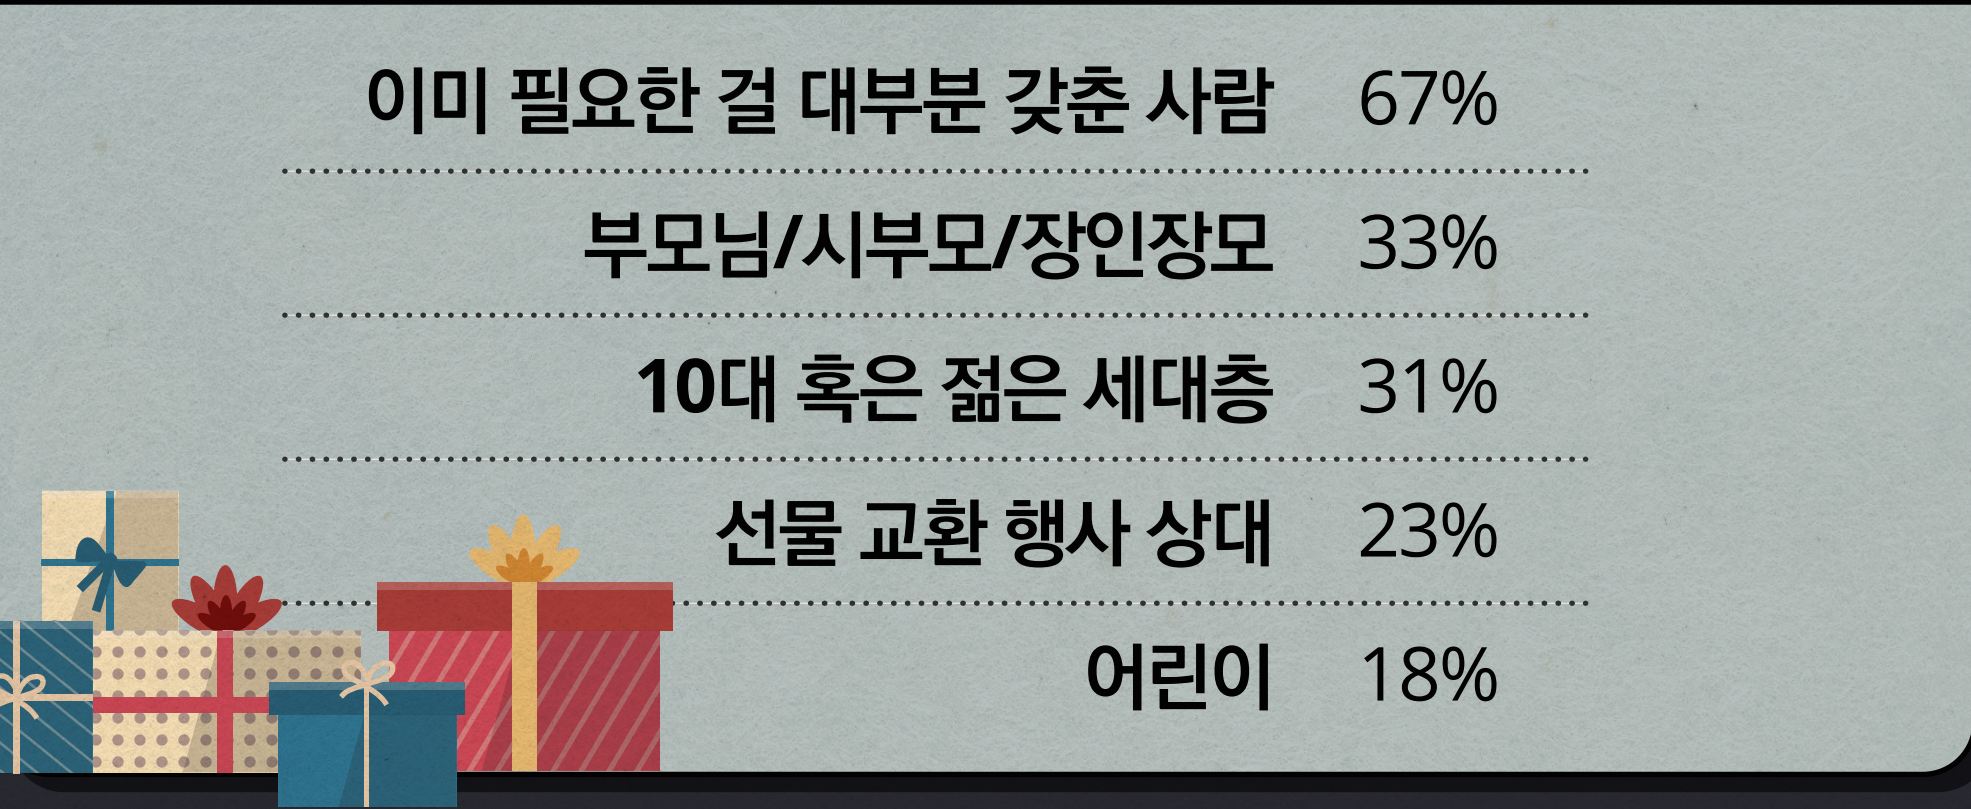 이미 필요한 걸 대부분 갖춘 사람 67%
부모님/시부모/장인장모 33%
10대 혹은 젊은 세대층 31%
선물 교환 행사 상대 23%
어린이 18%